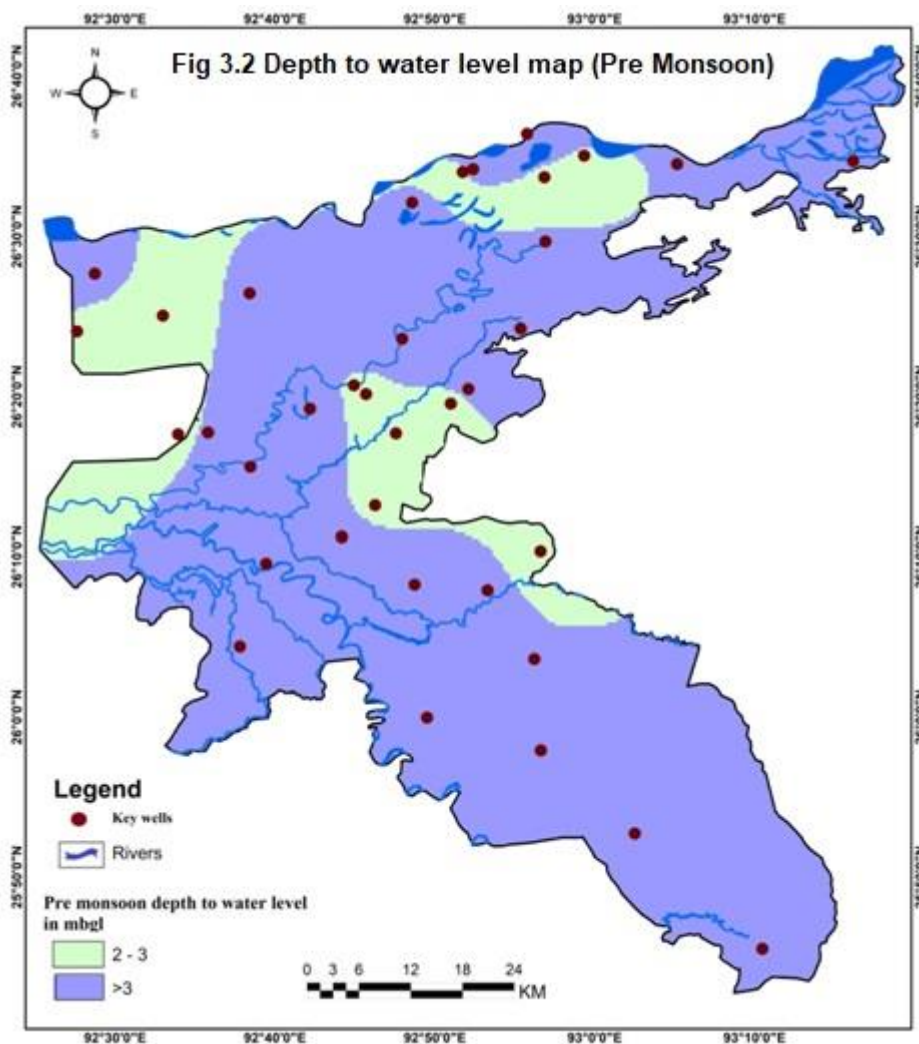 92°30'0"E 92°40'0"E 92°50'0"E 93°0'0"E 93°10'0"E
Fig 3.2 Depth to water level map (Pre Monsoon)
N
W E
S
26°40'0"N
26°30'0"N
26°20'0"N
26°10'0"N
26°0'0"N
25°50'0"N
Legend
Key wells
Rivers
Pre monsoon depth to water level
in mbgl
2 - 3
>3
0 3 6 12 18 24
KM
92°30'0"E 92°40'0"E 92°50'0"E 93°0'0"E 93°10'0"E